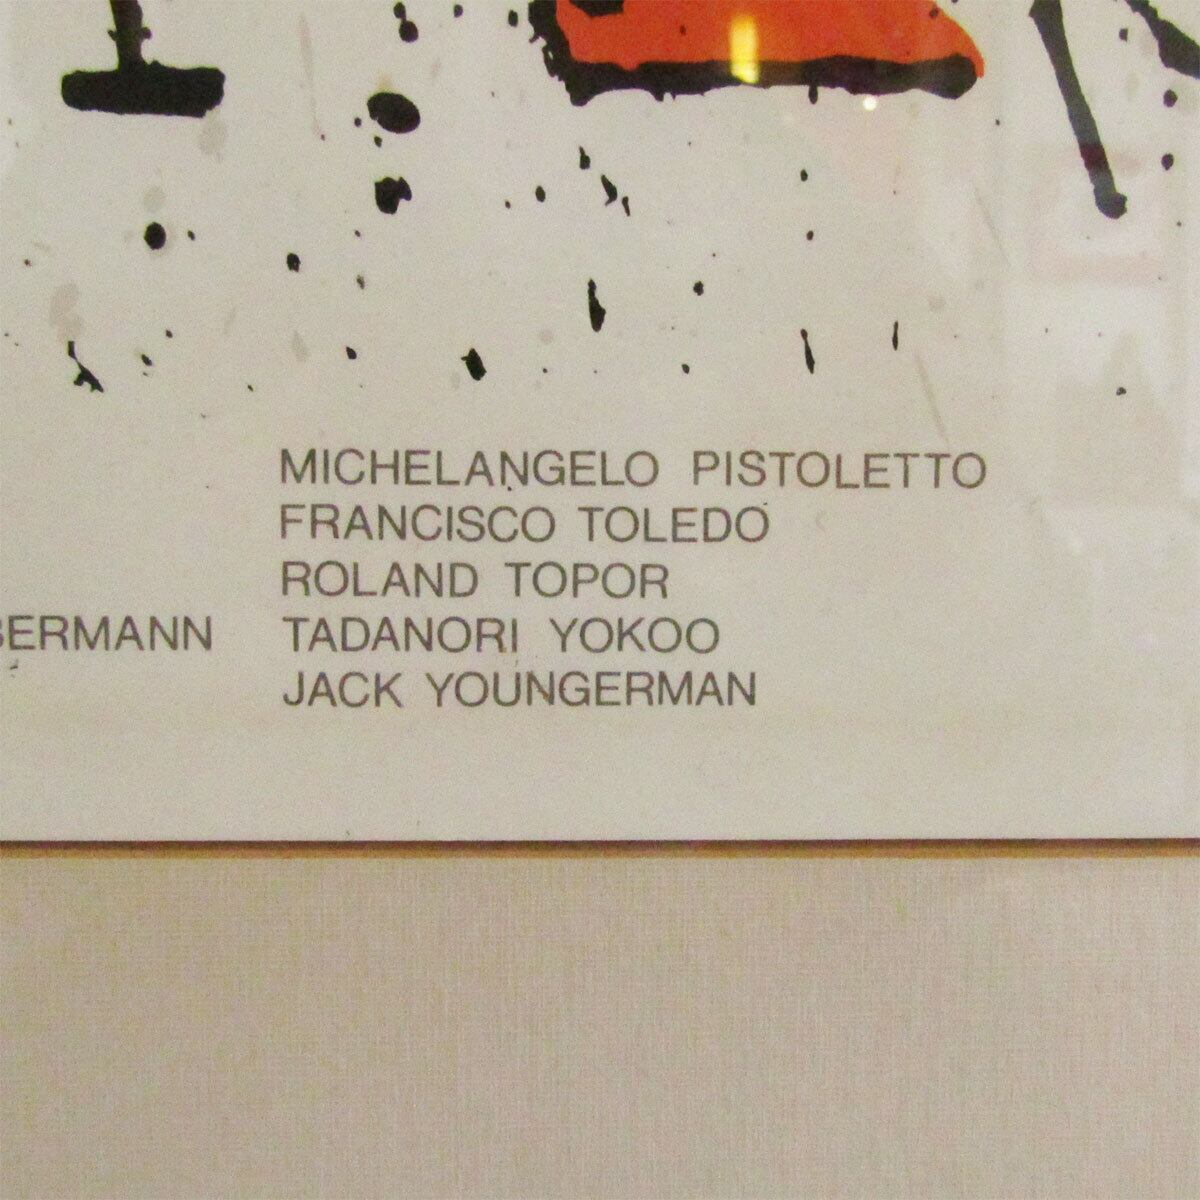 MICHELANGELO PISTOLETTO
FRANCISCO TOLEDO
ROLAND TOPOR
TADANORI YOKOO
JACK YOUNGERMAN